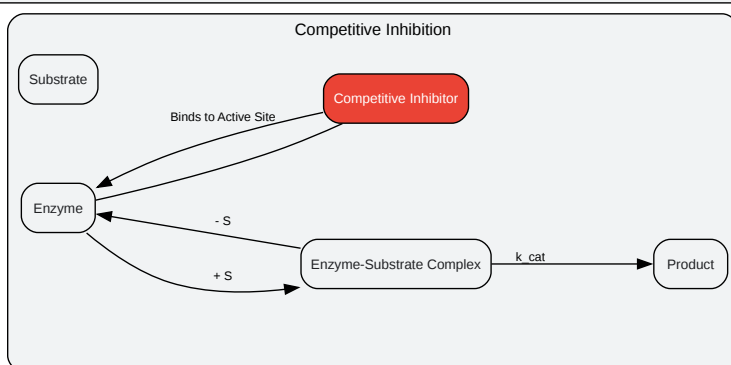 Competitive Inhibition
Substrate
Competitive Inhibitor
Binds to Active Site
Enzyme
- S
+ S
Enzyme-Substrate Complex
k_cat
Product